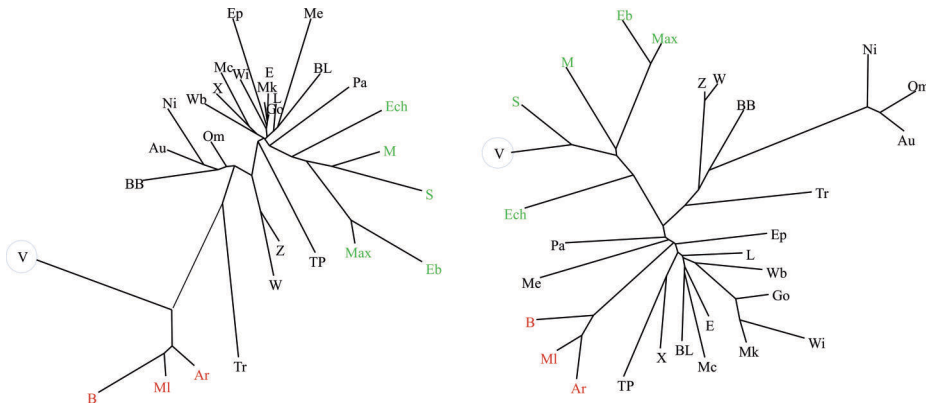 Ep
Me
Mc
Wi
E
BL
Mk
Pa
X
L
Wb
Go
Ech
Ni
Om
Au
M
BB
S
V
Z
TP
Max
W
Eb
Tr
Ar
Ml
B
Eb
Max
Ni
M
Z
W
Om
S
BB
Au
V
Tr
Ech
Ep
Pa
L
Wb
Me
Go
B
E
Wi
Ml
X
BL
Mk
Mc
Ar
TP